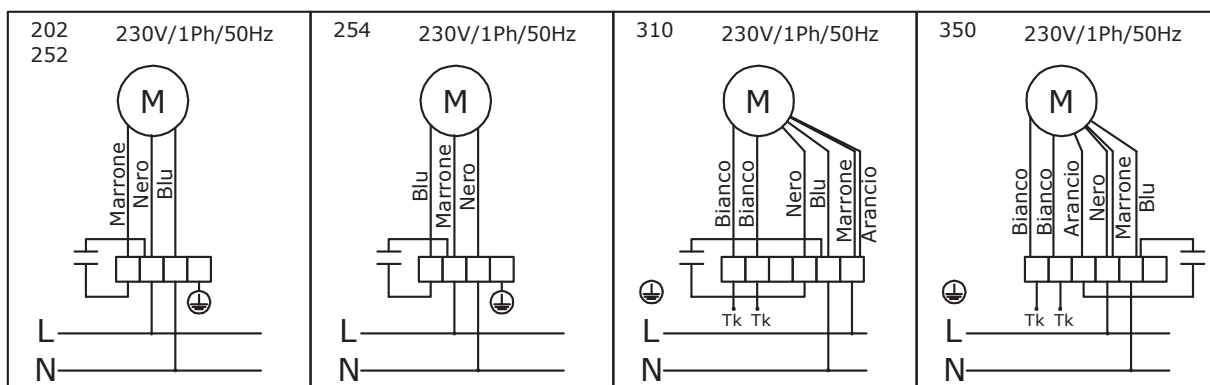 202 230V/1Ph/50Hz
252
M
Marrone
Nero
Blu
L
N
254 230V/1Ph/50Hz
M
Blu
Marrone
Nero
L
N
310 230V/1Ph/50Hz
M
Bianco
Bianco
Nero
Blu
Marrone
Arancio
Tk Tk
L
N
350 230V/1Ph/50Hz
M
Bianco
Bianco
Arancio
Nero
Marrone
Blu
Tk Tk
L
N